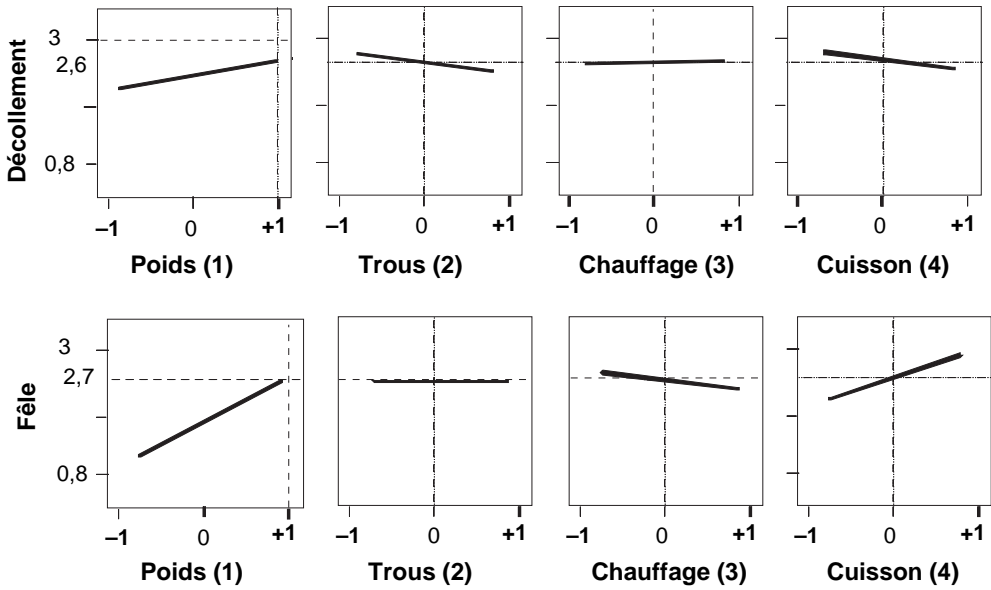 Décollement
3
2,6
0,8
–1 0 +1
Poids (1)
–1 0 +1
Trous (2)
–1 0 +1
Chauffage (3)
–1 0 +1
Cuisson (4)
Fêle
3
2,7
0,8
–1 0 +1
Poids (1)
–1 0 +1
Trous (2)
–1 0 +1
Chauffage (3)
–1 0 +1
Cuisson (4)